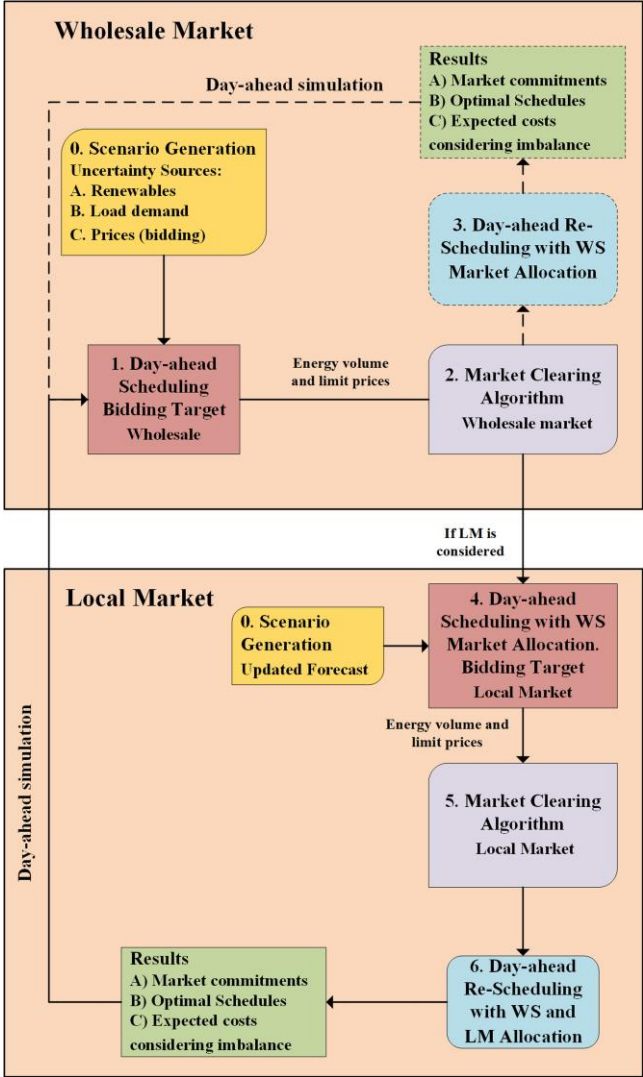 Wholesale Market
Day-ahead simulation
Results
A) Market commitments
B) Optimal Schedules
C) Expected costs
considering imbalance
0. Scenario Generation
Uncertainty Sources:
A. Renewables
B. Load demand
C. Prices (bidding)
3. Day-ahead Re-
Scheduling with WS
Market Allocation
1. Day-ahead
Scheduling
Bidding Target
Wholesale
Energy volume
and limit prices
2. Market Clearing
Algorithm
Wholesale market
If LM is
considered
Local Market
0. Scenario
Generation
Updated Forecast
4. Day-ahead
Scheduling with WS
Market Allocation.
Bidding Target
Local Market
Energy volume and
limit prices
5. Market Clearing
Algorithm
Local Market
Day-ahead simulation
Results
A) Market commitments
B) Optimal Schedules
C) Expected costs
considering imbalance
6. Day-ahead
Re-Scheduling
with WS and
LM Allocation